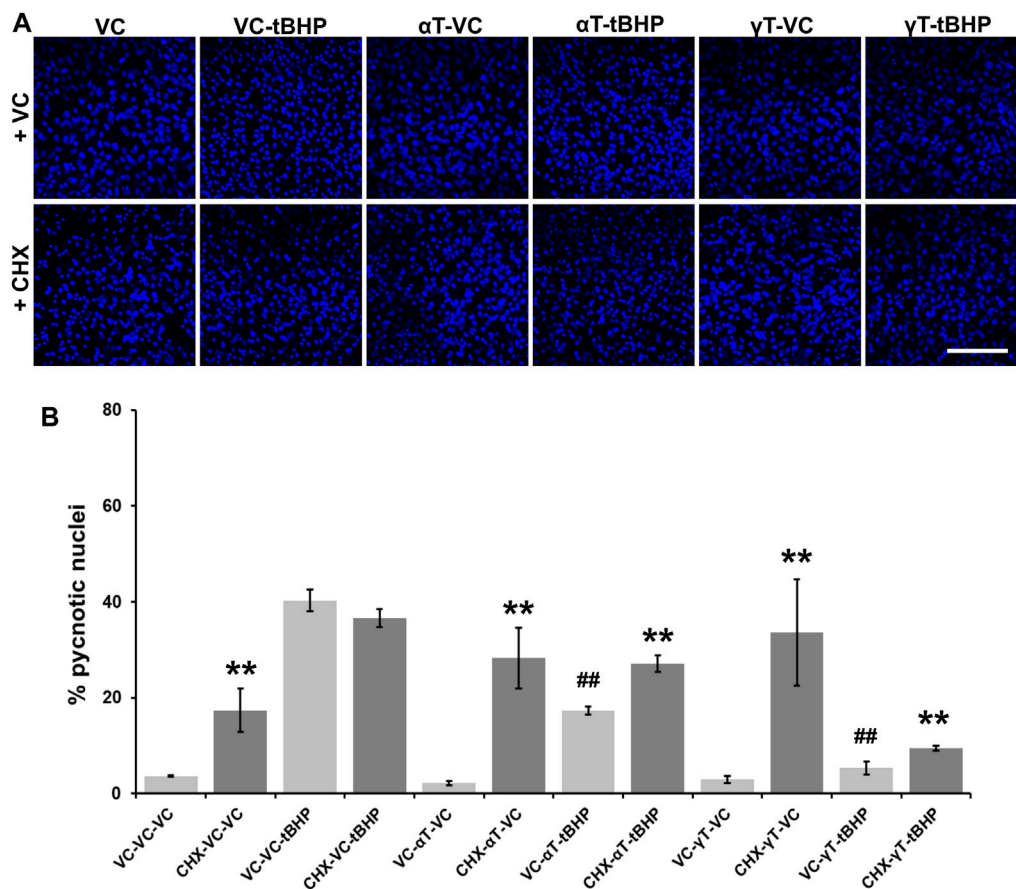 A
VC VC-tBHP αT-VC αT-tBHP γT-VC γT-tBHP
+ VC
+ CHX
B
% pycnotic nuclei
80
60
40
20
0
**
**
##
**
**
##
**
VC-VC-VC CHX-VC-VC VC-VC-tBHP CHX-VC-tBHP VC-αT-VC CHX-αT-VC VC-αT-tBHP CHX-αT-tBHP VC-γT-VC CHX-γT-VC VC-γT-tBHP CHX-γT-tBHP